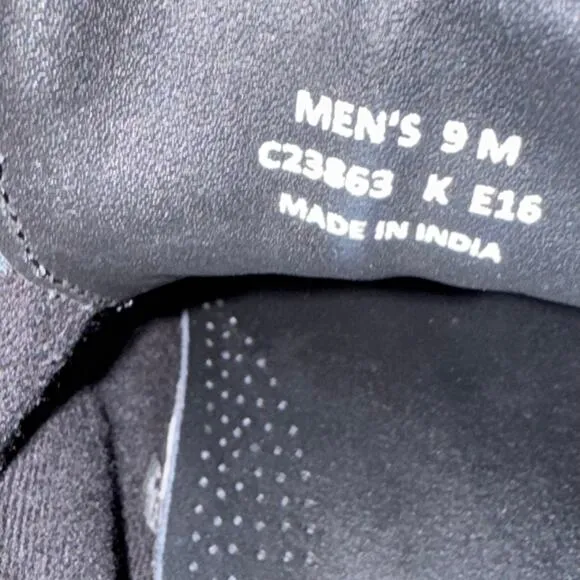 MEN'S 9 M
C23863 K E16
MADE IN INDIA